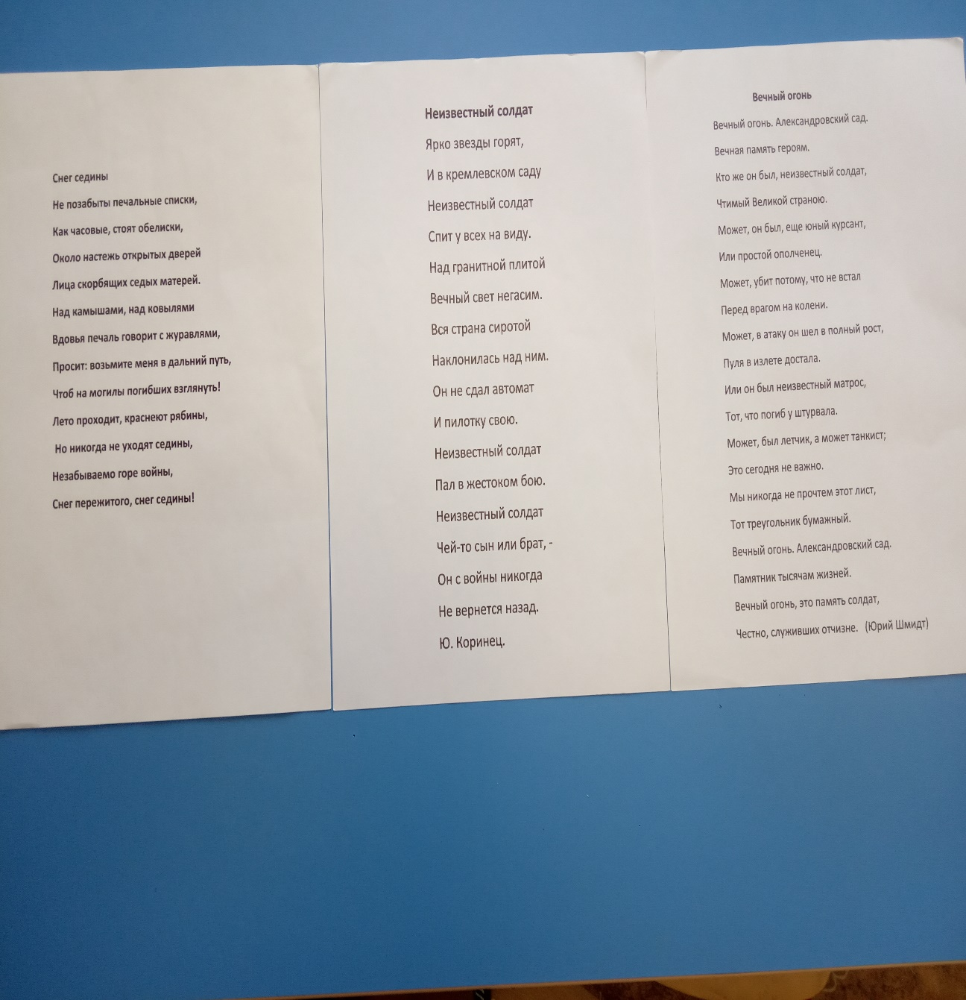 Снег седины
Не позабыты печальные списки,
Как часовые, стоят обелиски,
Около настежь открытых дверей
Лица скорбящих седых матерей.
Над камышами, над ковылями
Вдовья печаль говорит с журавлями,
Просит: возьмите меня в дальний путь,
Чтоб на могилы погибших взглянуть!
Лето проходит, краснеют рябины,
Но никогда не уходят седины,
Незабываемо горе войны,
Снег пережитого, снег седины!
Неизвестный солдат
Ярко звезды горят,
И в кремлевском саду
Неизвестный солдат
Спит у всех на виду.
Над гранитной плитой
Вечный свет негасим.
Вся страна сиротой
Наклонилась над ним.
Он не сдал автомат
И пилотку свою.
Неизвестный солдат
Пал в жестоком бою.
Неизвестный солдат
Чей-то сын или брат, -
Он с войны никогда
Не вернется назад.
Ю. Коринец.
Вечный огонь
Вечный огонь. Александровский сад.
Вечная память героям.
Кто же он был, неизвестный солдат,
Чтимый Великой страною.
Может, он был, еще юный курсант,
Или простой ополченец.
Может, убит потому, что не встал
Перед врагом на колени.
Может, в атаку он шел в полный рост,
Пуля в излете достала.
Или он был неизвестный матрос,
Тот, что погиб у штурвала.
Может, был летчик, а может танкист;
Это сегодня не важно.
Мы никогда не прочтем этот лист,
Тот треугольник бумажный.
Вечный огонь. Александровский сад.
Памятник тысячам жизней.
Вечный огонь, это память солдат,
Честно, служивших отчизне. (Юрий Шмидт)